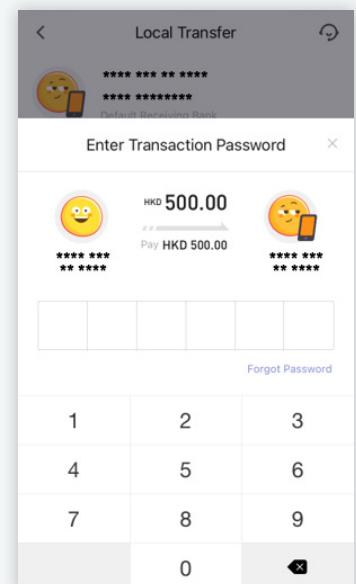 Local Transfer
**** *** ** ****
**** ********
Default Receiving Bank
Enter Transaction Password
HKD 500.00
Pay HKD 500.00
**** ***
** ****
**** ***
** ****
Forgot Password
1 2 3
4 5 6
7 8 9
0